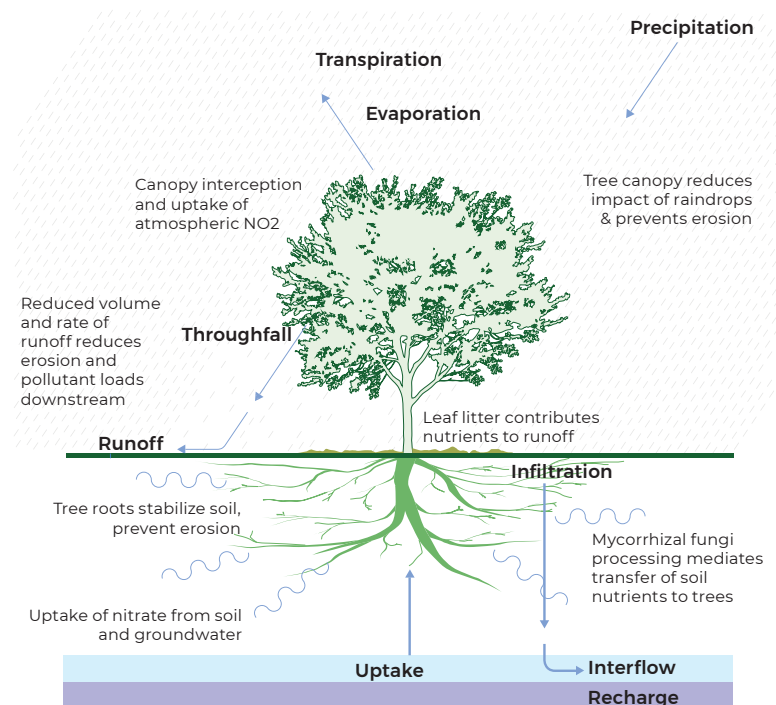 Precipitation
Transpiration
Evaporation
Canopy interception
and uptake of
atmospheric NO2
Tree canopy reduces
impact of raindrops
& prevents erosion
Reduced volume
and rate of
runoff reduces
erosion and
pollutant loads
downstream
Throughfall
Leaf litter contributes
nutrients to runoff
Runoff
Infiltration
Tree roots stabilize soil,
prevent erosion
Mycorrhizal fungi
processing mediates
transfer of soil
nutrients to trees
Uptake of nitrate from soil
and groundwater
Uptake
Interflow
Recharge